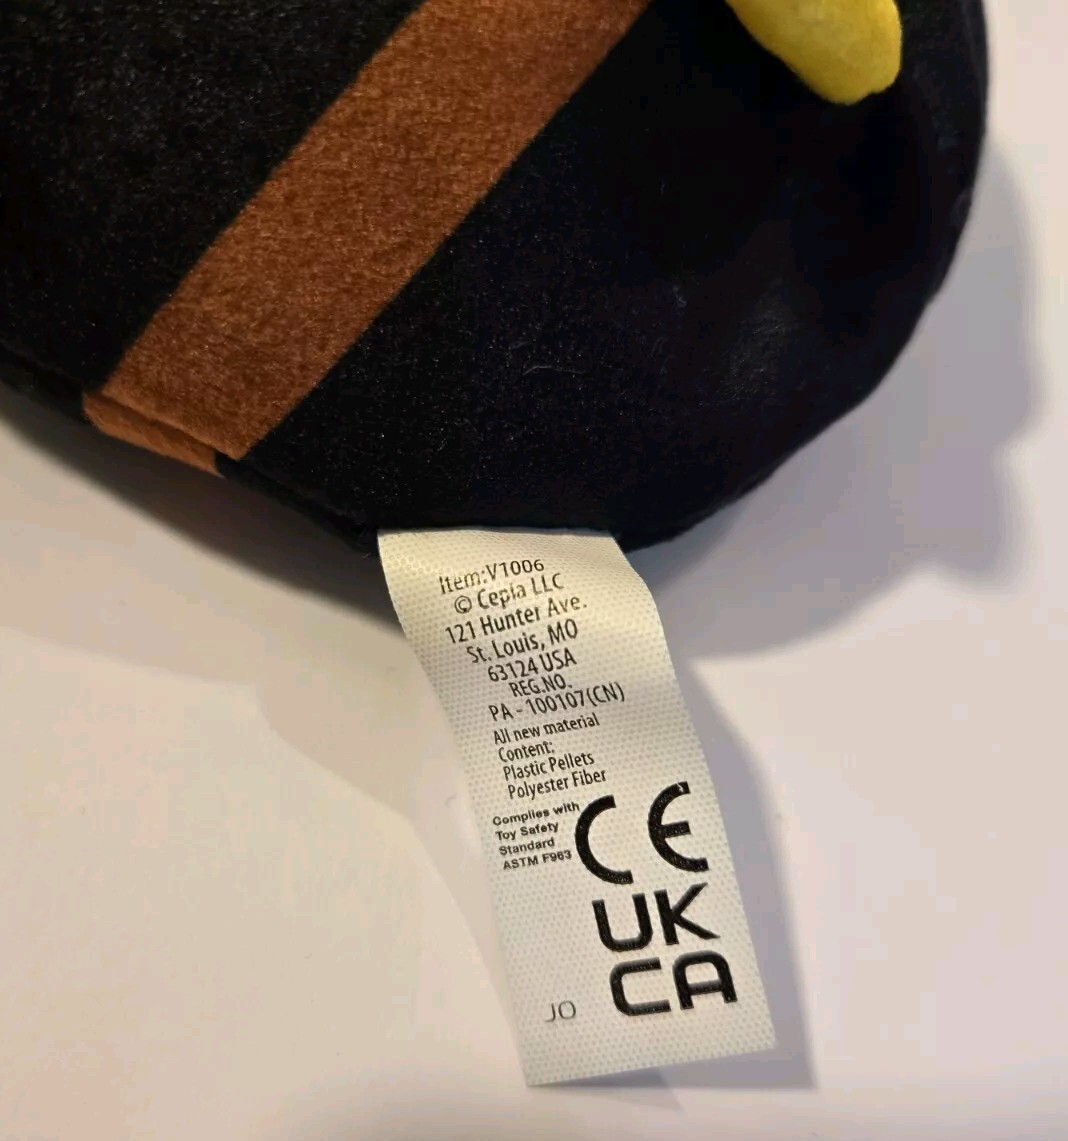 Item:V1006
© Cepia LLC
121 Hunter Ave.
St. Louis, MO
63124 USA
REG.NO.
PA - 100107(CN)
All new material
Content:
Plastic Pellets
Polyester Fiber
Complies with
Toy Safety
Standard
ASTM F963
CE
UK
CA
JO